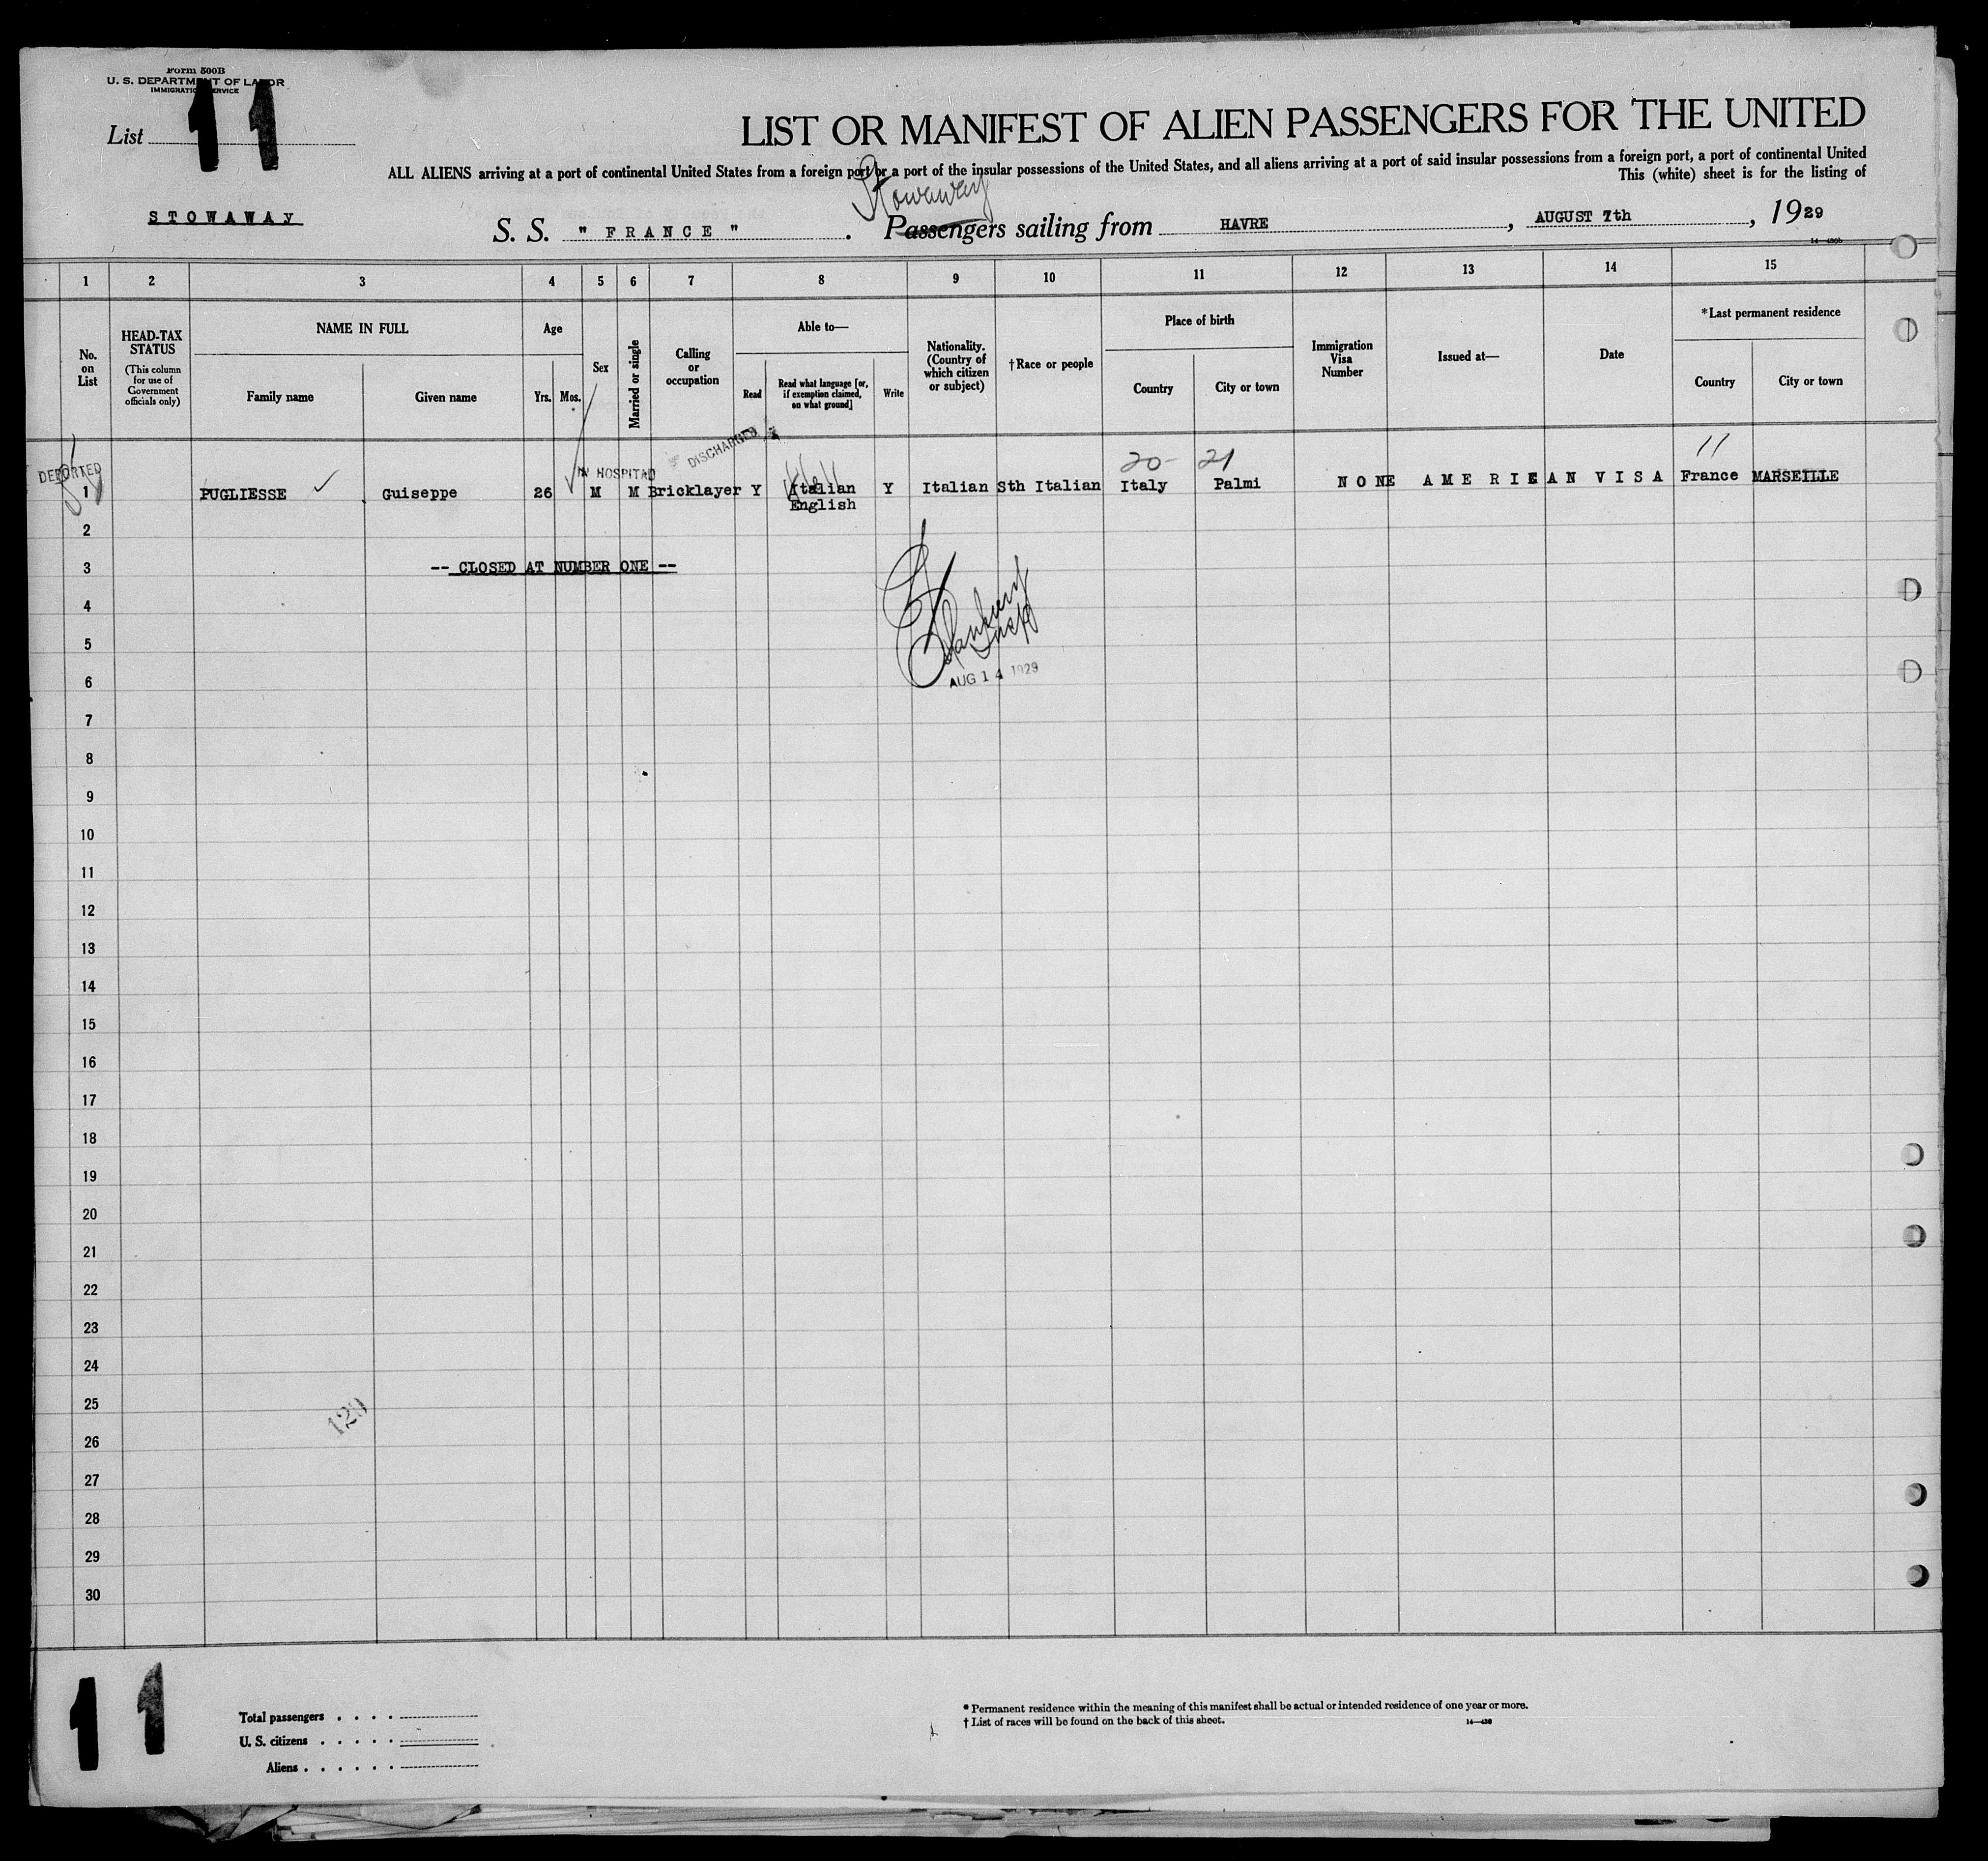 Form 500B
U. S. DEPARTMENT OF LABOR
IMMIGRATION SERVICE
List 11
LIST OR MANIFEST OF ALIEN PASSENGERS FOR THE UNITED
ALL ALIENS arriving at a port of continental United States from a foreign port or a port of the insular possessions of the United States, and all aliens arriving at a port of said insular possessions from a foreign port, a port of continental United
This (white) sheet is for the listing of
Stowaway
STOWAWAY
S. S. " FRANCE " . Passengers sailing from HAVRE , AUGUST 7th , 1929
14—430b
1 2 3 4 5 6 7 8 9 10 11 12 13 14 15
No. on List
HEAD-TAX STATUS
(This column for use of Government officials only)
NAME IN FULL
Family name
Given name
Age
Yrs.
Mos.
Sex
Married or single
Calling or occupation
Able to—
Read
Read what language [or, if exemption claimed, on what ground]
Write
Nationality. (Country of which citizen or subject)
†Race or people
Place of birth
Country
City or town
Immigration Visa Number
Issued at—
Date
*Last permanent residence
Country
City or town
DEPORTED
IN HOSPITAL
DISCHARGED
20- 21
11
1 PUGLIESSE Guiseppe 26 M M Bricklayer Y Italian Y Italian Sth Italian Italy Palmi NONE AMERICAN VISA France MARSEILLE
English
2
3 -- CLOSED AT NUMBER ONE --
4
5
Insp
6
AUG 14 1929
7
8
9
10
11
12
13
14
15
16
17
18
19
20
21
22
23
24
25
120
26
27
28
29
30
11
Total passengers
U. S. citizens
Aliens
* Permanent residence within the meaning of this manifest shall be actual or intended residence of one year or more.
† List of races will be found on the back of this sheet.
14—430